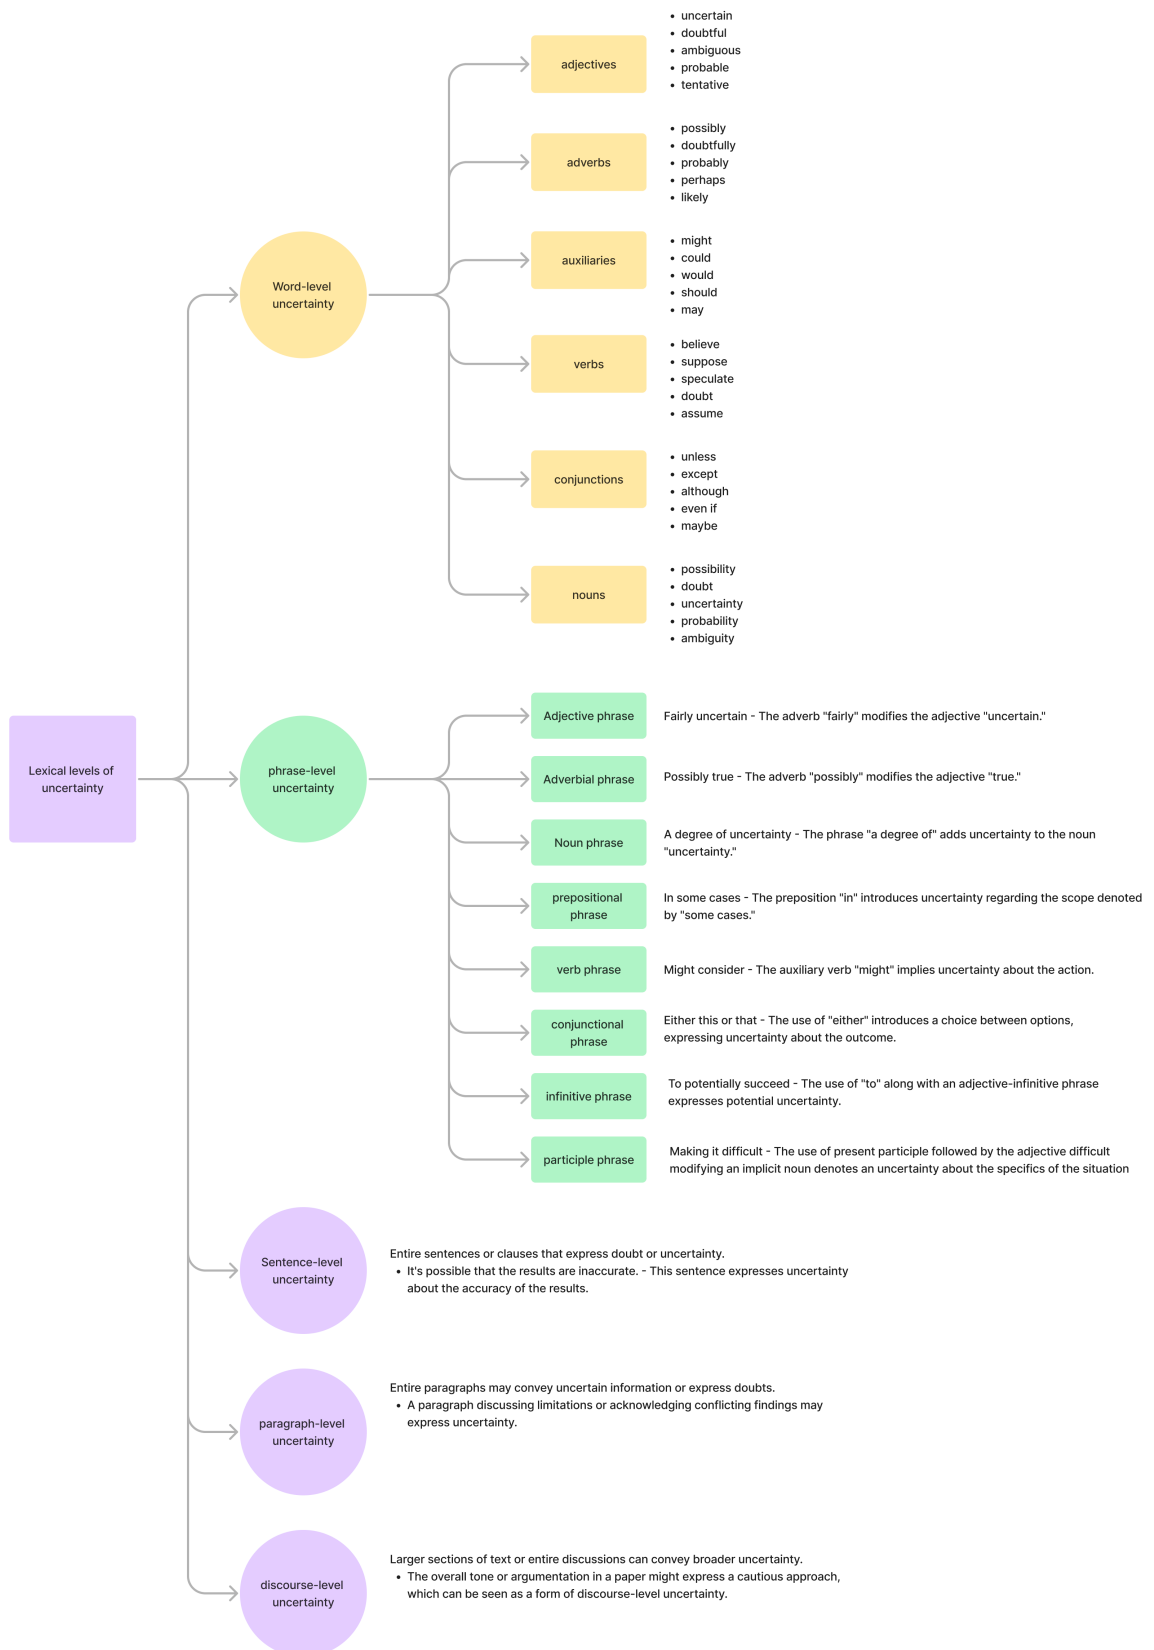 Lexical levels of
uncertainty
Word-level
uncertainty
adjectives
• uncertain
• doubtful
• ambiguous
• probable
• tentative
adverbs
• possibly
• doubtfully
• probably
• perhaps
• likely
auxiliaries
• might
• could
• would
• should
• may
verbs
• believe
• suppose
• speculate
• doubt
• assume
conjunctions
• unless
• except
• although
• even if
• maybe
nouns
• possibility
• doubt
• uncertainty
• probability
• ambiguity
phrase-level
uncertainty
Adjective phrase
Fairly uncertain - The adverb "fairly" modifies the adjective "uncertain."
Adverbial phrase
Possibly true - The adverb "possibly" modifies the adjective "true."
Noun phrase
A degree of uncertainty - The phrase "a degree of" adds uncertainty to the noun
"uncertainty."
prepositional
phrase
In some cases - The preposition "in" introduces uncertainty regarding the scope denoted
by "some cases."
verb phrase
Might consider - The auxiliary verb "might" implies uncertainty about the action.
conjunctional
phrase
Either this or that - The use of "either" introduces a choice between options,
expressing uncertainty about the outcome.
infinitive phrase
To potentially succeed - The use of "to" along with an adjective-infinitive phrase
expresses potential uncertainty.
participle phrase
Making it difficult - The use of present participle followed by the adjective difficult
modifying an implicit noun denotes an uncertainty about the specifics of the situation
Sentence-level
uncertainty
Entire sentences or clauses that express doubt or uncertainty.
• It's possible that the results are inaccurate. - This sentence expresses uncertainty
about the accuracy of the results.
paragraph-level
uncertainty
Entire paragraphs may convey uncertain information or express doubts.
• A paragraph discussing limitations or acknowledging conflicting findings may
express uncertainty.
discourse-level
uncertainty
Larger sections of text or entire discussions can convey broader uncertainty.
• The overall tone or argumentation in a paper might express a cautious approach,
which can be seen as a form of discourse-level uncertainty.